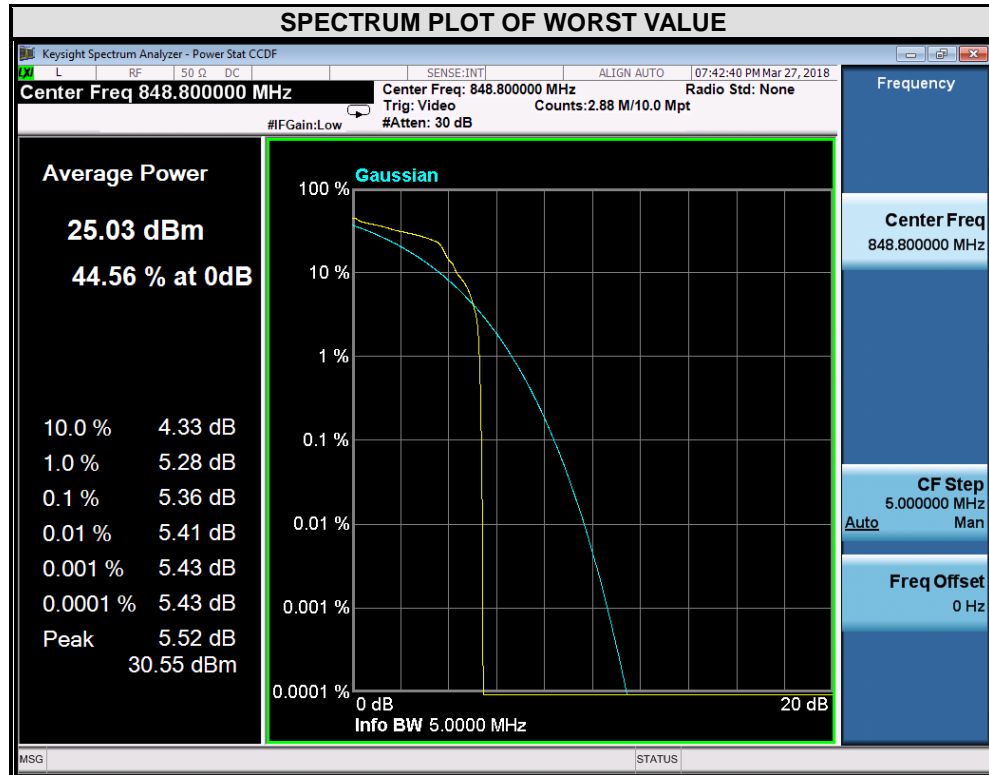 SPECTRUM PLOT OF WORST VALUE
Keysight Spectrum Analyzer - Power Stat CCDF
LXI L RF 50 Ω DC SENSE:INT ALIGN AUTO 07:42:40 PM Mar 27, 2018
Center Freq 848.800000 MHz
Center Freq: 848.800000 MHz Radio Std: None
Trig: Video Counts:2.88 M/10.0 Mpt
#IFGain:Low #Atten: 30 dB
Frequency
Average Power
25.03 dBm
44.56 % at 0dB
10.0 % 4.33 dB
1.0 % 5.28 dB
0.1 % 5.36 dB
0.01 % 5.41 dB
0.001 % 5.43 dB
0.0001 % 5.43 dB
Peak 5.52 dB
30.55 dBm
Gaussian
100 %
10 %
1 %
0.1 %
0.01 %
0.001 %
0.0001 %
0 dB 20 dB
Info BW 5.0000 MHz
Center Freq
848.800000 MHz
CF Step
5.000000 MHz
Auto Man
Freq Offset
0 Hz
MSG STATUS